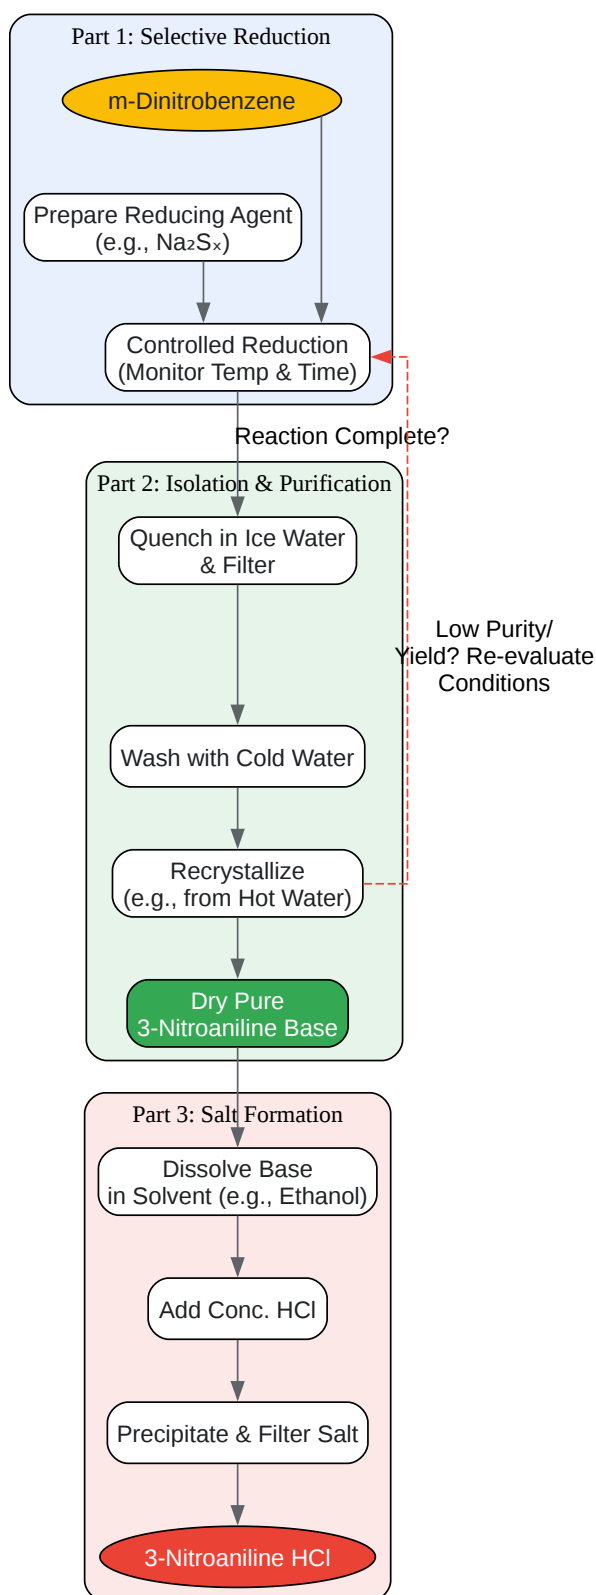 Part 1: Selective Reduction
m-Dinitrobenzene
Prepare Reducing Agent
(e.g., Na₂Sₓ)
Controlled Reduction
(Monitor Temp & Time)
Reaction Complete?
Part 2: Isolation & Purification
Quench in Ice Water
& Filter
Low Purity/
Yield? Re-evaluate
Conditions
Wash with Cold Water
Recrystallize
(e.g., from Hot Water)
Dry Pure
3-Nitroaniline Base
Part 3: Salt Formation
Dissolve Base
in Solvent (e.g., Ethanol)
Add Conc. HCl
Precipitate & Filter Salt
3-Nitroaniline HCl